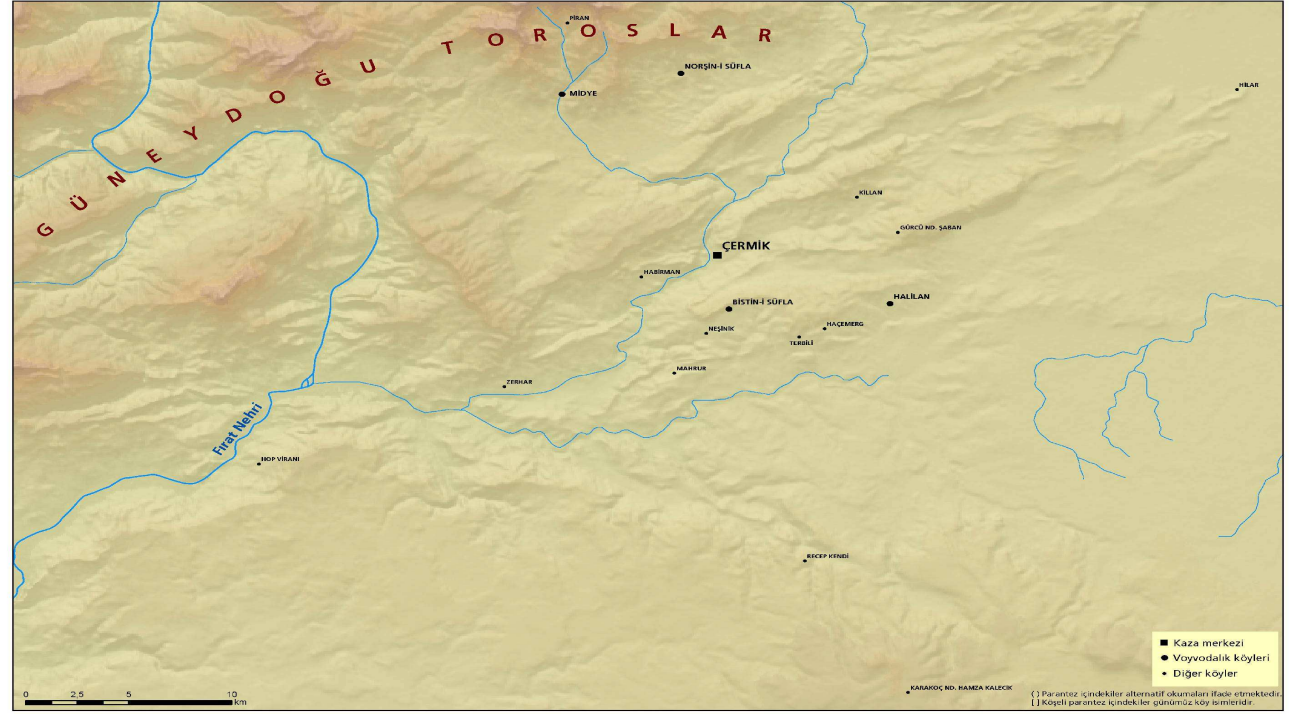 PİRAN
GÜNEYDOĞU TOROSLAR
NORŞİN-İ SÜFLA
HİLAR
MİDYE
KILLAN
GÜRCÜ ND. ŞABAN
ÇERMİK
HABİRMAN
HALİLAN
BİSTİN-İ SÜFLA
HAÇEMERG
NEŞİNİK
TERBİLİ
MAHRUR
ZERHAR
Fırat Nehri
HOP VİRANI
RECEP KENDİ
Kaza merkezi
Voyvodalık köyleri
Diğer köyler
KARAKOÇ ND. HAMZA KALECİK
0 2,5 5 10
km
( ) Parantez içindekiler alternatif okumaları ifade etmektedir.
[ ] Köşeli parantez içindekiler günümüz köy isimleridir.